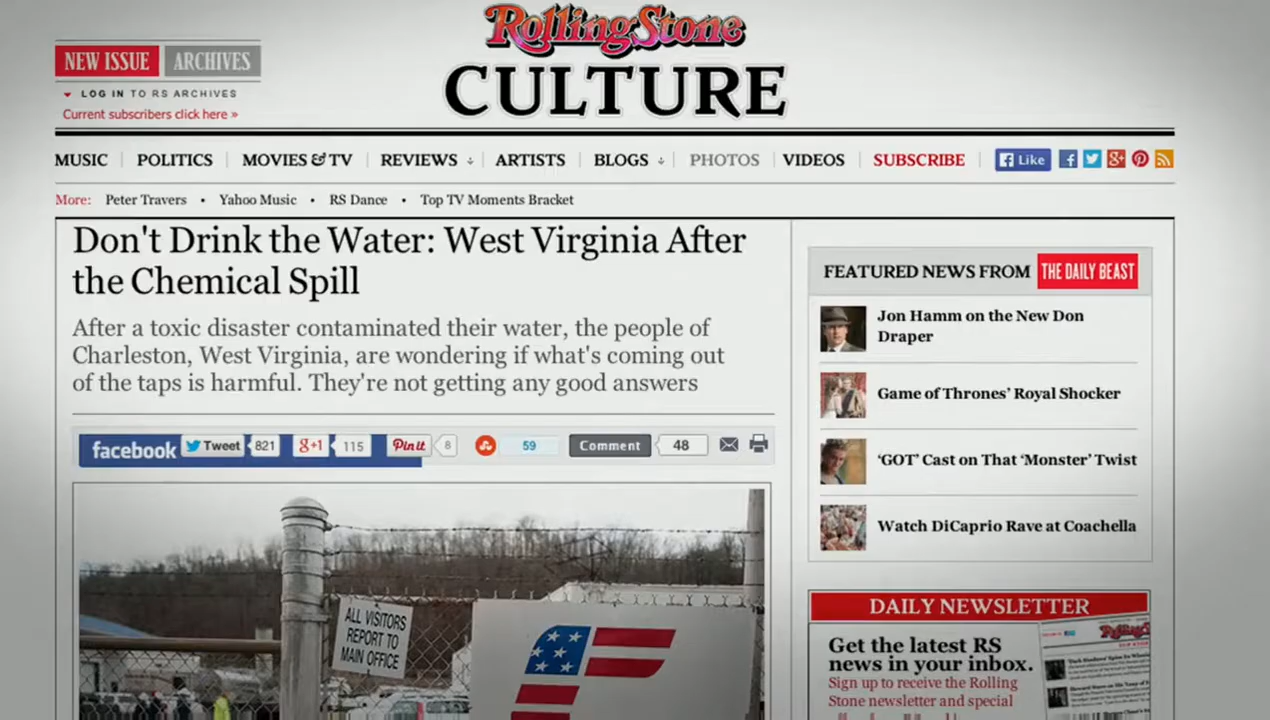 RollingStone
CULTURE
NEW ISSUE ARCHIVES
LOG IN TO RS ARCHIVES
Current subscribers click here »
MUSIC POLITICS MOVIES & TV REVIEWS ARTISTS BLOGS PHOTOS VIDEOS SUBSCRIBE Like
More: Peter Travers • Yahoo Music • RS Dance • Top TV Moments Bracket
Don't Drink the Water: West Virginia After
the Chemical Spill
After a toxic disaster contaminated their water, the people of
Charleston, West Virginia, are wondering if what's coming out
of the taps is harmful. They're not getting any good answers
facebook Tweet 821 g+1 115 Pin it 8 59 Comment 48
ALL VISITORS
REPORT TO
MAIN OFFICE
FEATURED NEWS FROM THE DAILY BEAST
Jon Hamm on the New Don
Draper
Game of Thrones' Royal Shocker
'GOT' Cast on That 'Monster' Twist
Watch DiCaprio Rave at Coachella
DAILY NEWSLETTER
Get the latest RS
news in your inbox.
Sign up to receive the Rolling
Stone newsletter and special